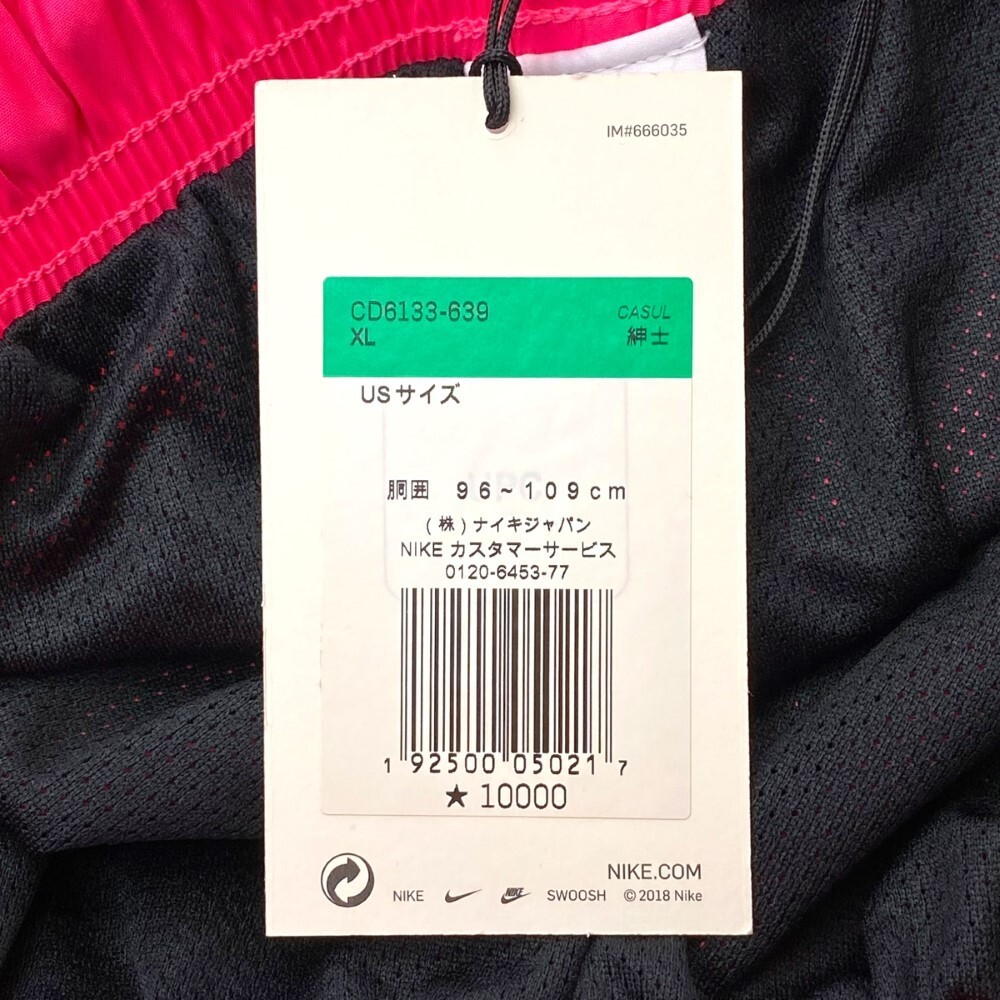 IM#666035
CD6133-639
CASUL
XL
紳士
USサイズ
胴囲 96~109cm
(株)ナイキジャパン
NIKE カスタマーサービス
0120-6453-77
1 92500 05021 7
★ 10000
NIKE.COM
NIKE NIKE SWOOSH ©2018 Nike